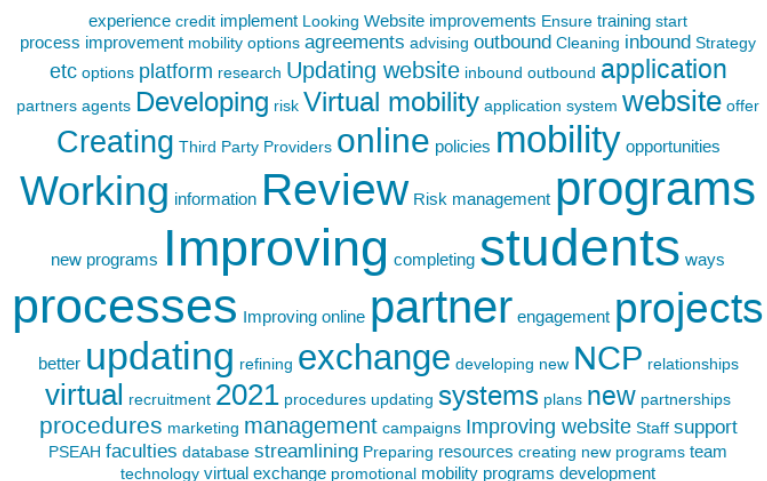 experience credit implement Looking Website improvements Ensure training start
process improvement mobility options agreements advising outbound Cleaning inbound Strategy
etc options platform research Updating website inbound outbound application
partners agents Developing risk Virtual mobility application system website offer
Creating Third Party Providers online policies mobility opportunities
Working information Review Risk management programs
new programs Improving completing students ways
processes Improving online partner engagement projects
better updating refining exchange developing new NCP relationships
virtual recruitment 2021 procedures updating systems plans new partnerships
procedures marketing management campaigns Improving website Staff support
PSEAH faculties database streamlining Preparing resources creating new programs team
technology virtual exchange promotional mobility programs development